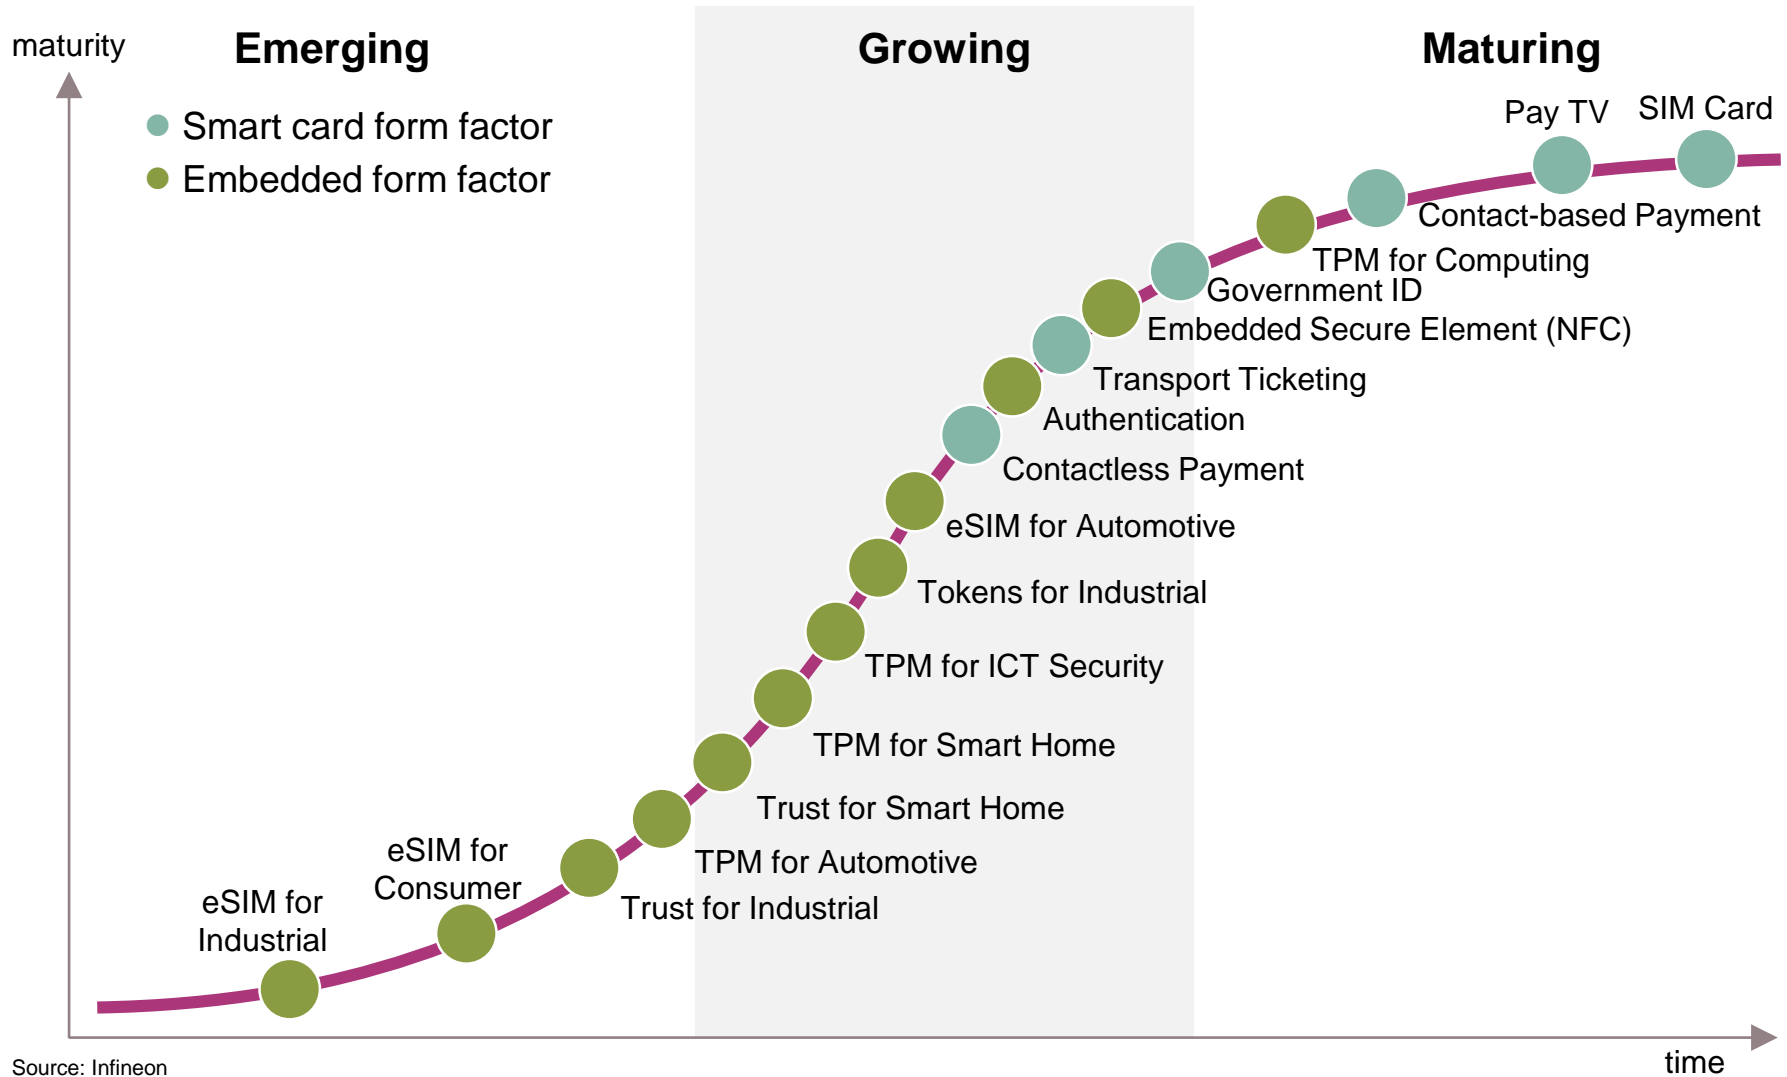 maturity
Emerging
Growing
Maturing
Smart card form factor
Embedded form factor
Pay TV
SIM Card
Contact-based Payment
TPM for Computing
Government ID
Embedded Secure Element (NFC)
Transport Ticketing
Authentication
Contactless Payment
eSIM for Automotive
Tokens for Industrial
TPM for ICT Security
TPM for Smart Home
Trust for Smart Home
TPM for Automotive
Trust for Industrial
eSIM for
Consumer
eSIM for
Industrial
time
Source: Infineon